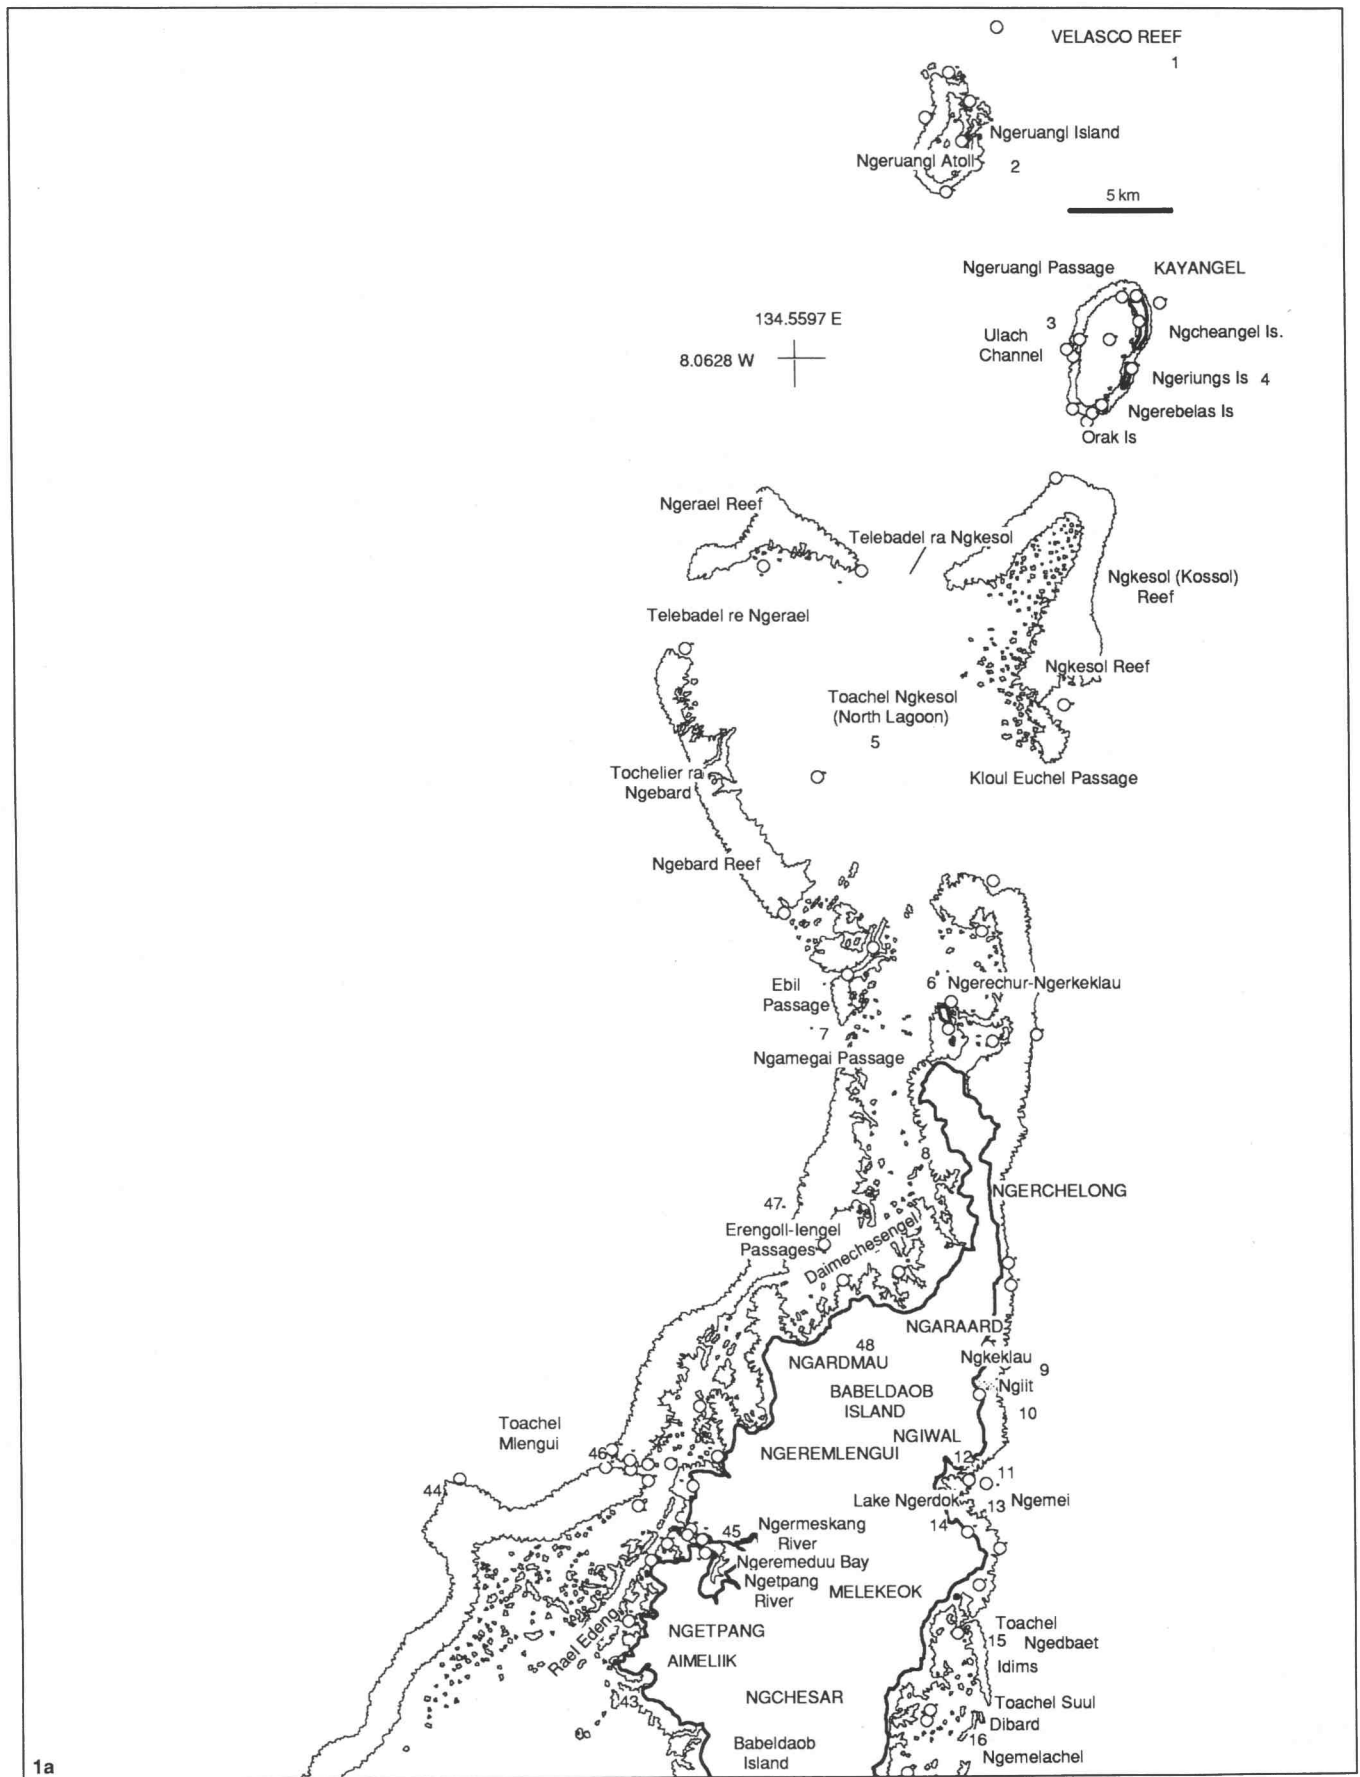 VELASCO REEF
1
Ngeruangl Island
Ngeruangl Atoll
2
5 km
Ngeruangl Passage
KAYANGEL
134.5597 E
8.0628 W
3
Ulach
Channel
Ngcheangel Is.
Ngeriungs Is
4
Ngerebelas Is
Orak Is
Ngerael Reef
Telebadel ra Ngkesol
Ngkesol (Kossol)
Reef
Telebadel re Ngerael
Ngkesol Reef
Toachel Ngkesol
(North Lagoon)
5
Tochelier ra
Ngebard
Kloul Euchel Passage
Ngebard Reef
Ebil
Passage
6
Ngerechur-Ngerkeklau
7
Ngamegai Passage
8
NGERCHELONG
47
Erengoll-Iengel
Passages
Daimechesengel
NGARAARD
48
NGARDMAU
Ngkeklau
9
Ngiit
BABELDAOB
ISLAND
10
NGIWAL
Toachel
Mlengui
46
NGEREMLENGUI
12
11
44
Lake Ngerdok
13
Ngemei
14
45
Ngermeskang
River
Ngeremeduu Bay
Ngetpang
River
MELEKEOK
Rael Edeng
NGETPANG
Toachel
Ngedbaet
15
AIMELIIK
Idims
43
NGCHESAR
Toachel Suul
Dibard
16
Babeldaob
Island
Ngemelachel
1a